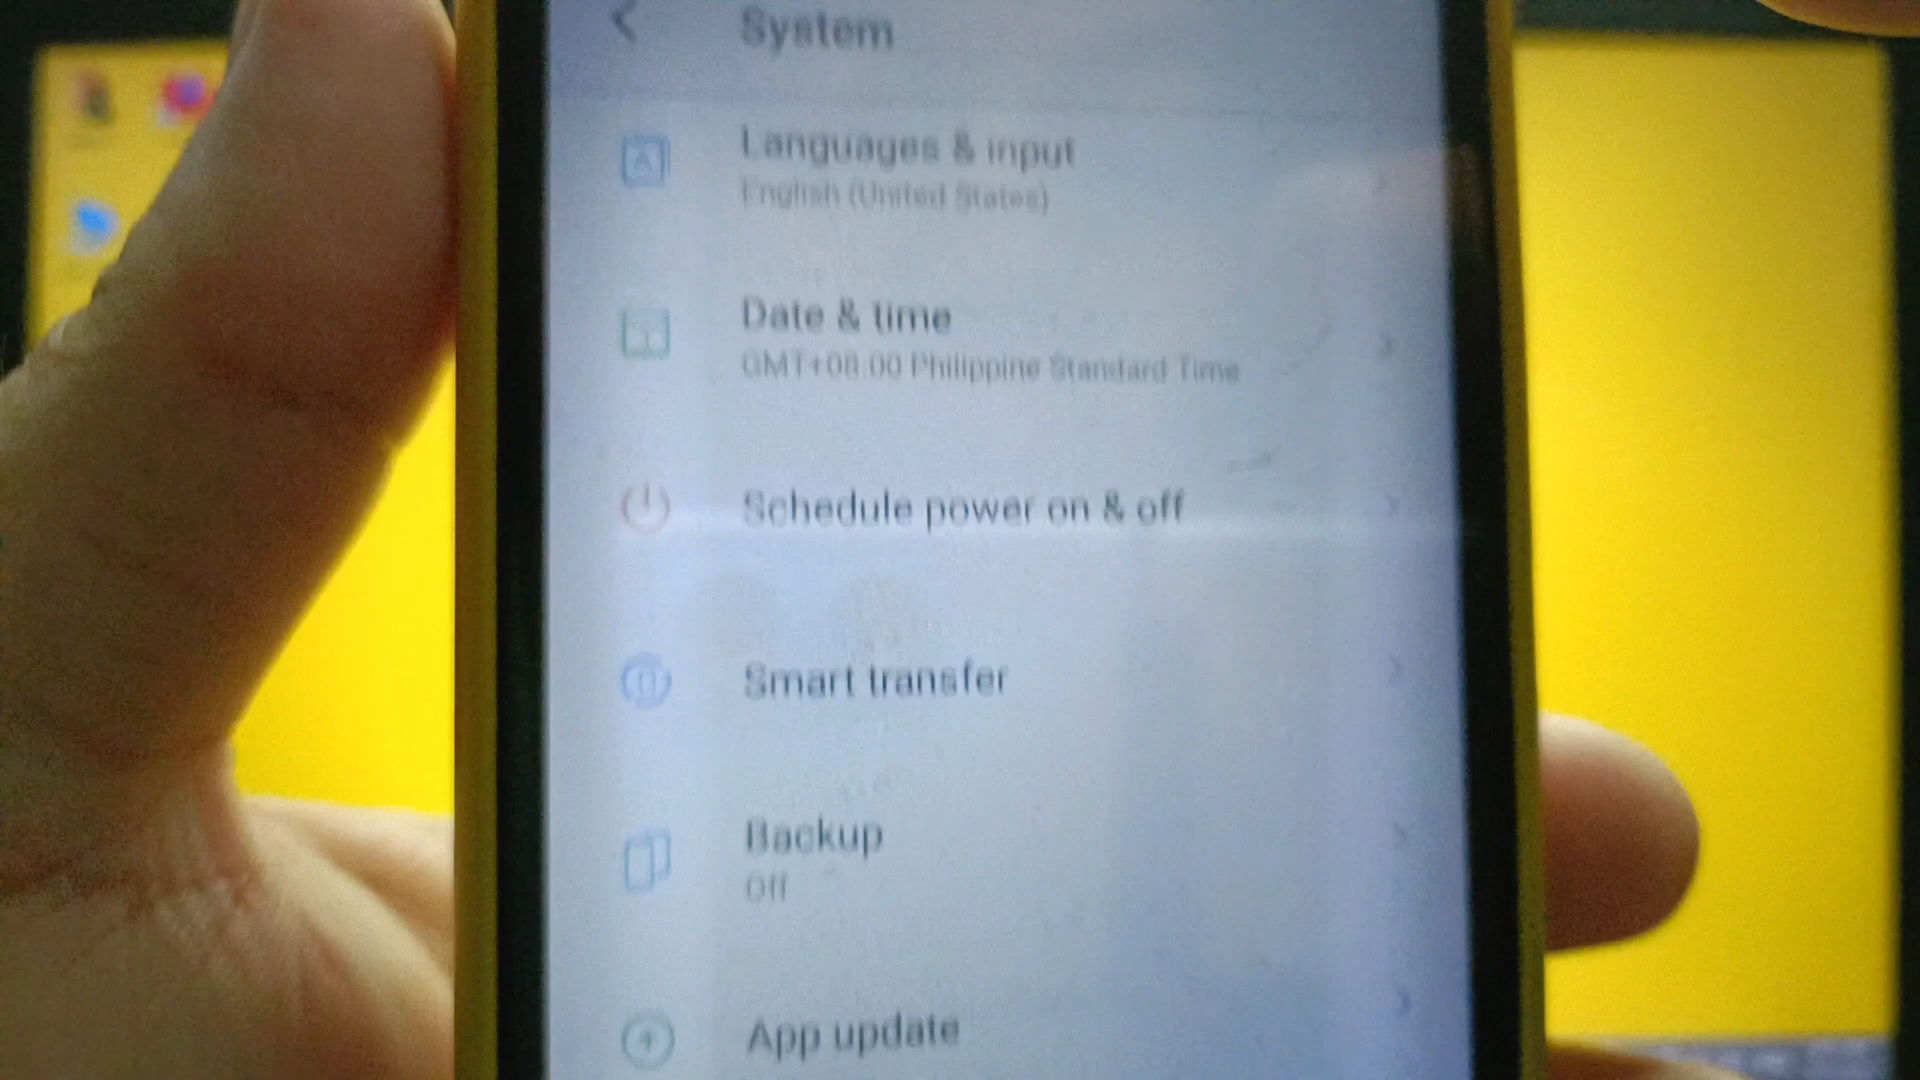 System
Languages & input
English (United States)
Date & time
GMT+08:00 Philippine Standard Time
Schedule power on & off
Smart transfer
Backup
Off
App update